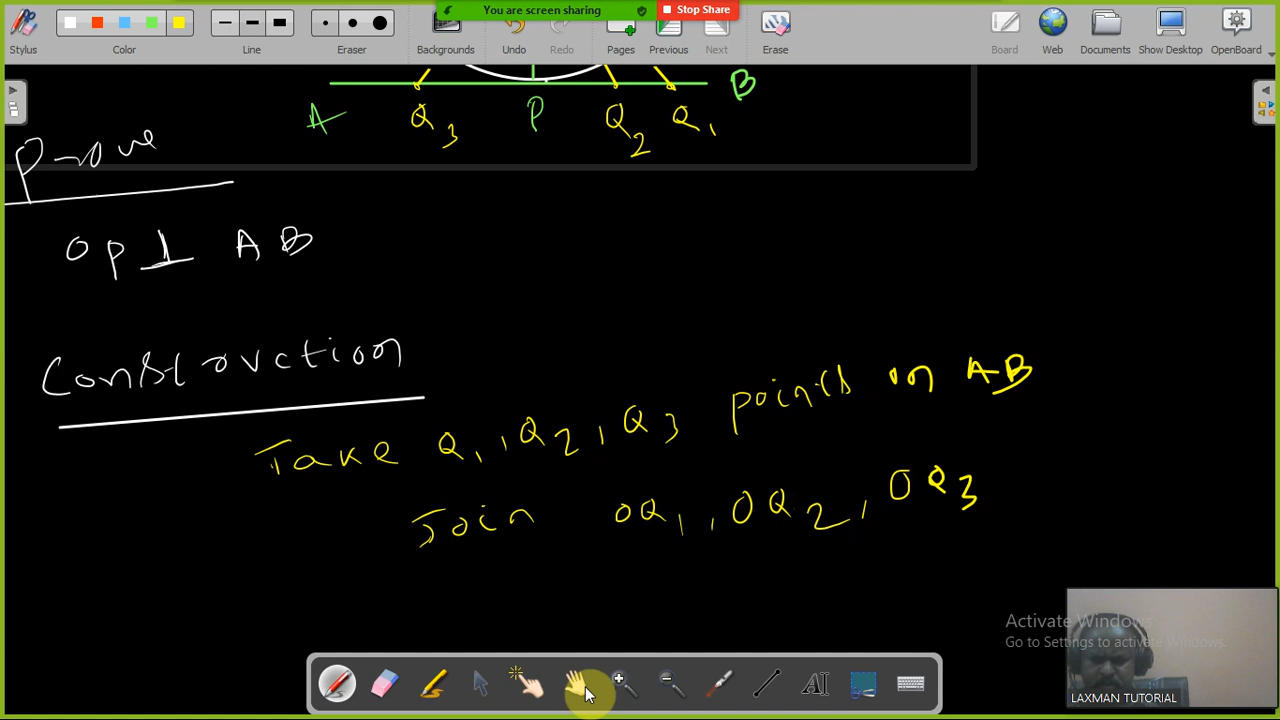 You are screen sharing
Stop Share
Stylus Color Line Eraser Backgrounds Undo Redo Pages Previous Next Erase Board Web Documents Show Desktop OpenBoard
A Q3 P Q2 Q1 B
Prove
OP ⊥ AB
Construction
Take Q1, Q2, Q3 points on AB
Join OQ1, OQ2, OQ3
Activate Windows
Go to Settings to activate Windows.
LAXMAN TUTORIAL